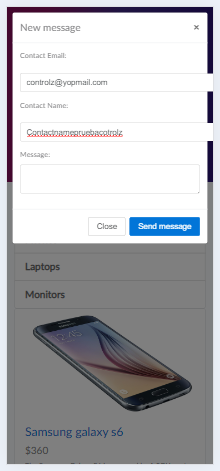 New message
×
Contact Email:
controlz@yopmail.com
Contact Name:
Contactnamepruebacotrolz
Message:
Close
Send message
Laptops
Monitors
Samsung galaxy s6
$360